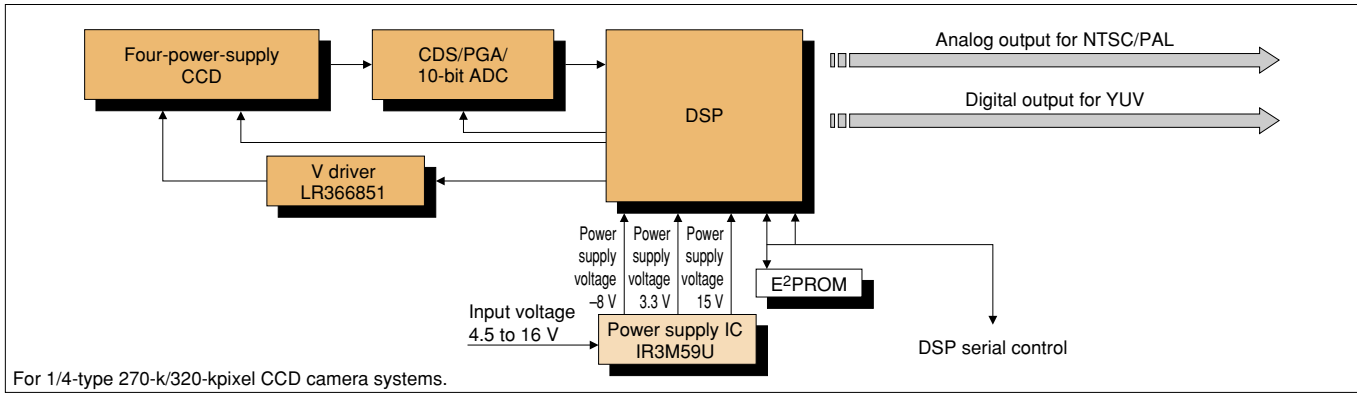 Four-power-supply
CCD
CDS/PGA/
10-bit ADC
DSP
Analog output for NTSC/PAL
Digital output for YUV
V driver
LR366851
Power
supply
voltage
–8 V
Power
supply
voltage
3.3 V
Power
supply
voltage
15 V
E²PROM
Input voltage
4.5 to 16 V
Power supply IC
IR3M59U
DSP serial control
For 1/4-type 270-k/320-kpixel CCD camera systems.